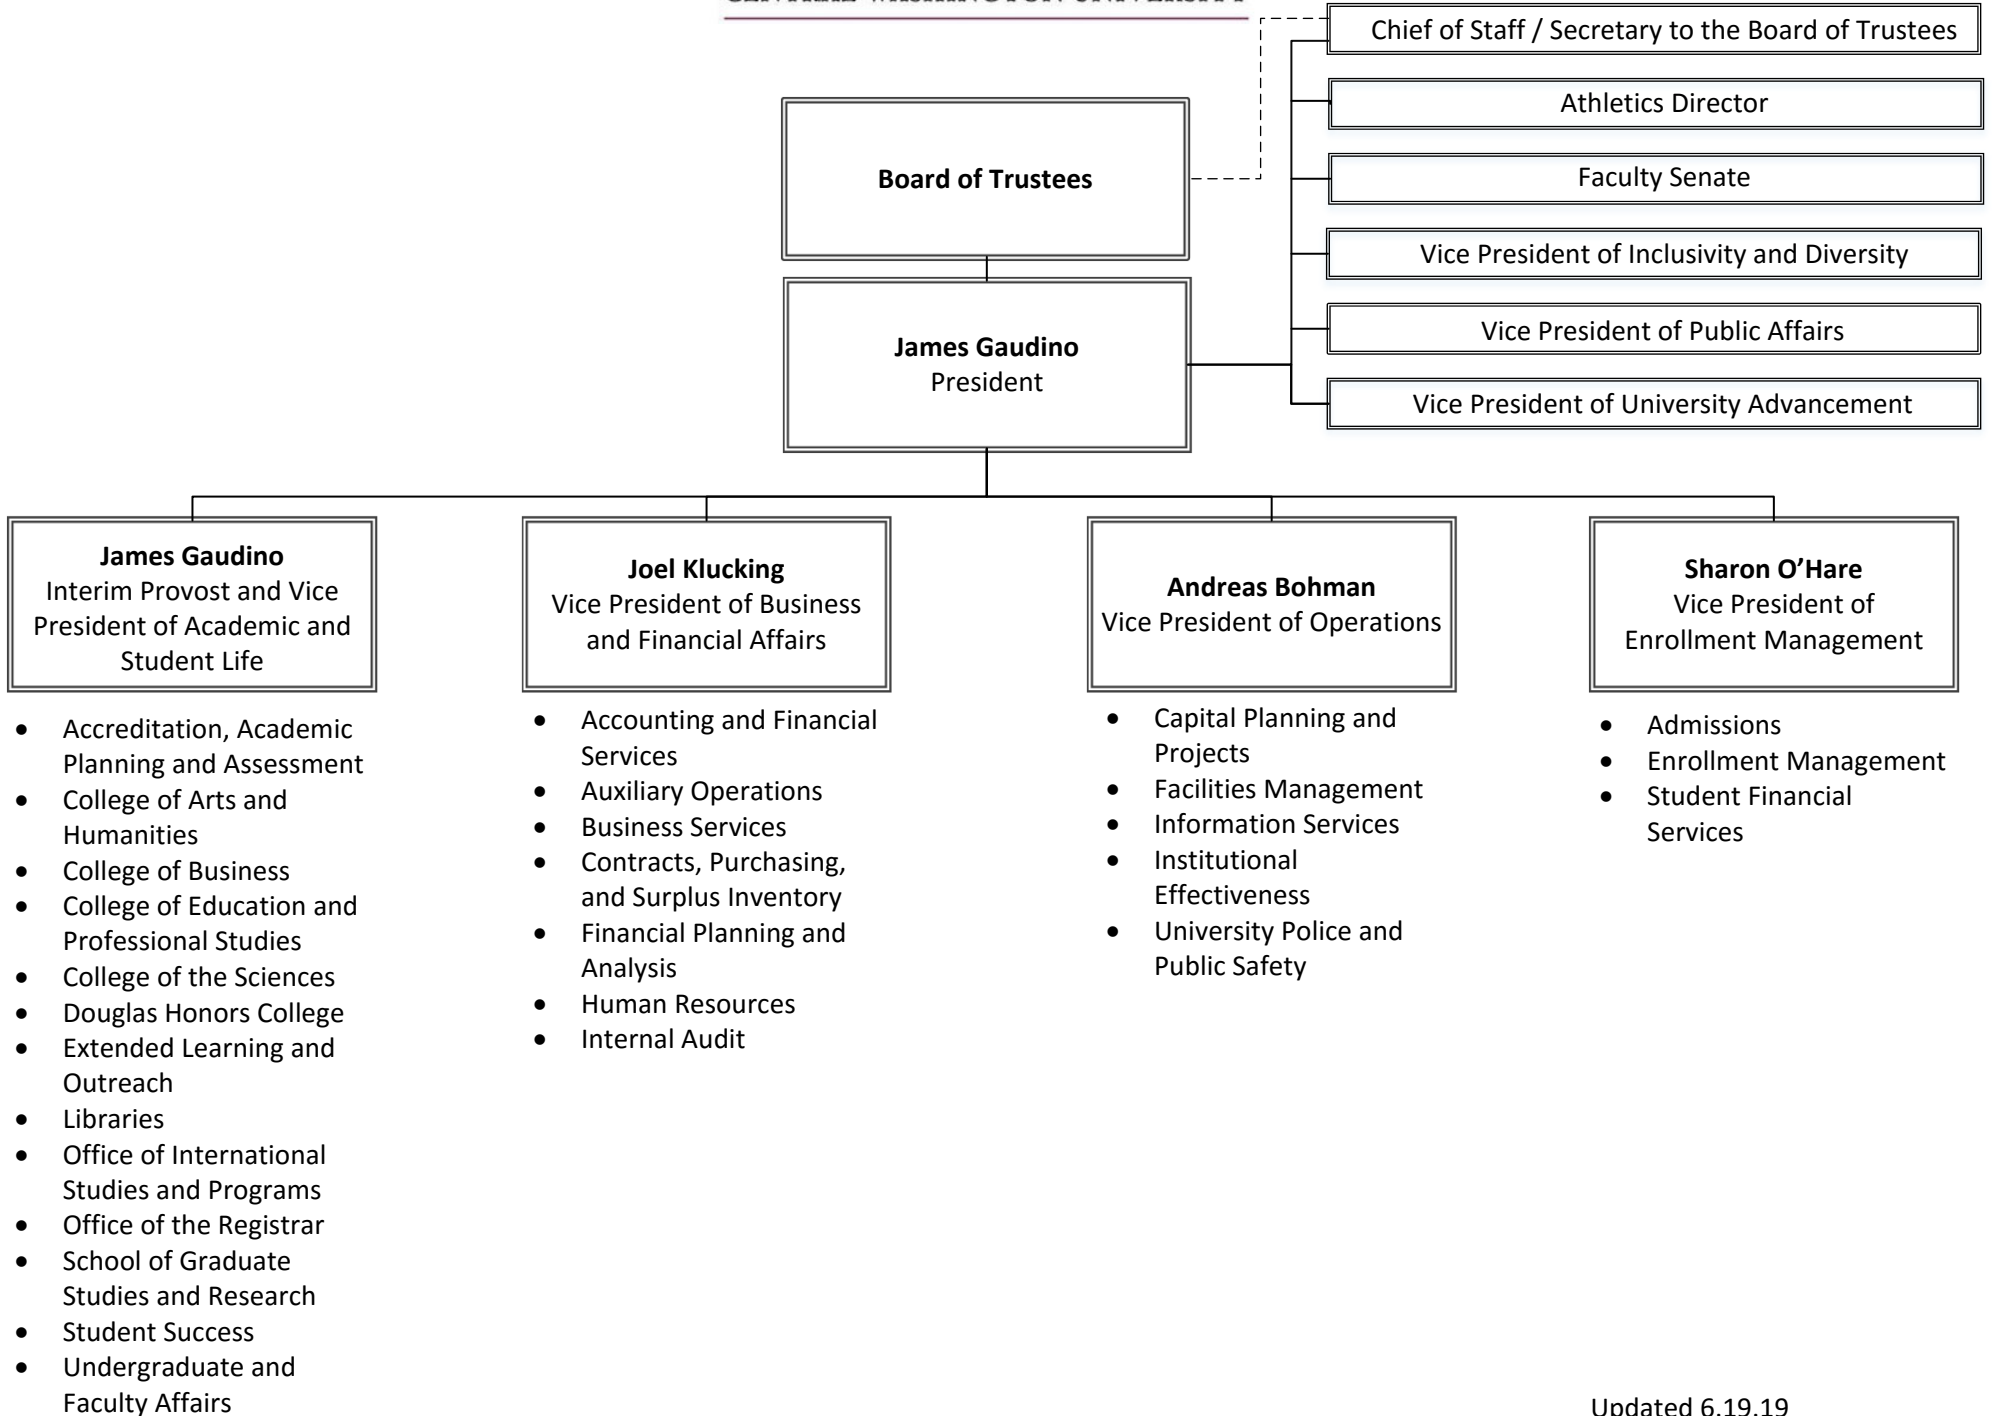 CENTRAL WASHINGTON UNIVERSITY
Chief of Staff / Secretary to the Board of Trustees
Athletics Director
Faculty Senate
Vice President of Inclusivity and Diversity
Vice President of Public Affairs
Vice President of University Advancement
Board of Trustees
James Gaudino
President
James Gaudino
Interim Provost and Vice
President of Academic and
Student Life
• Accreditation, Academic
Planning and Assessment
• College of Arts and
Humanities
• College of Business
• College of Education and
Professional Studies
• College of the Sciences
• Douglas Honors College
• Extended Learning and
Outreach
• Libraries
• Office of International
Studies and Programs
• Office of the Registrar
• School of Graduate
Studies and Research
• Student Success
• Undergraduate and
Faculty Affairs
Joel Klucking
Vice President of Business
and Financial Affairs
• Accounting and Financial
Services
• Auxiliary Operations
• Business Services
• Contracts, Purchasing,
and Surplus Inventory
• Financial Planning and
Analysis
• Human Resources
• Internal Audit
Andreas Bohman
Vice President of Operations
• Capital Planning and
Projects
• Facilities Management
• Information Services
• Institutional
Effectiveness
• University Police and
Public Safety
Sharon O’Hare
Vice President of
Enrollment Management
• Admissions
• Enrollment Management
• Student Financial
Services
Updated 6.19.19